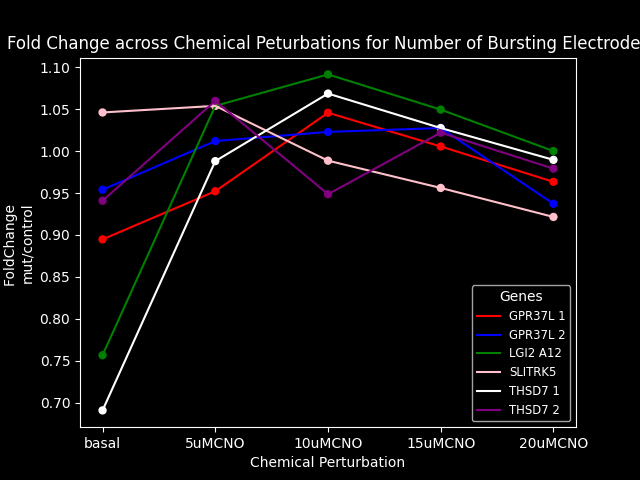 Fold Change across Chemical Peturbations for Number of Bursting Electrode
1.10
1.05
1.00
0.95
0.90
0.85
0.80
0.75
0.70
FoldChange
mut/control
Genes
GPR37L 1
GPR37L 2
LGI2 A12
SLITRK5
THSD7 1
THSD7 2
basal 5uMCNO 10uMCNO 15uMCNO 20uMCNO
Chemical Perturbation